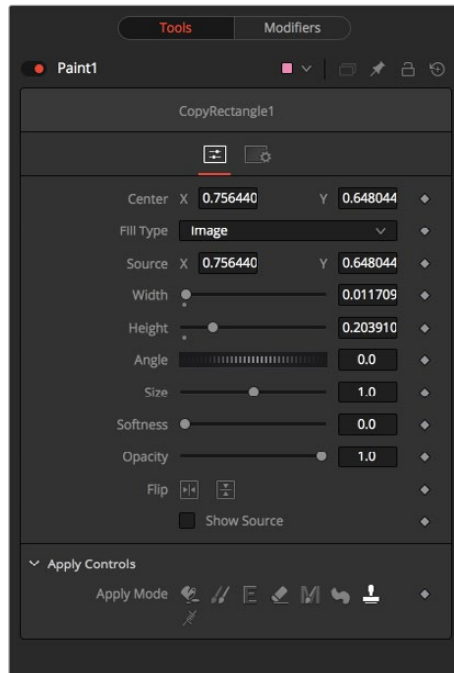 Tools Modifiers
Paint1
CopyRectangle1
Center X 0.756440 Y 0.648044
Fill Type Image
Source X 0.756440 Y 0.648044
Width 0.011709
Height 0.203910
Angle 0.0
Size 1.0
Softness 0.0
Opacity 1.0
Flip
Show Source
Apply Controls
Apply Mode